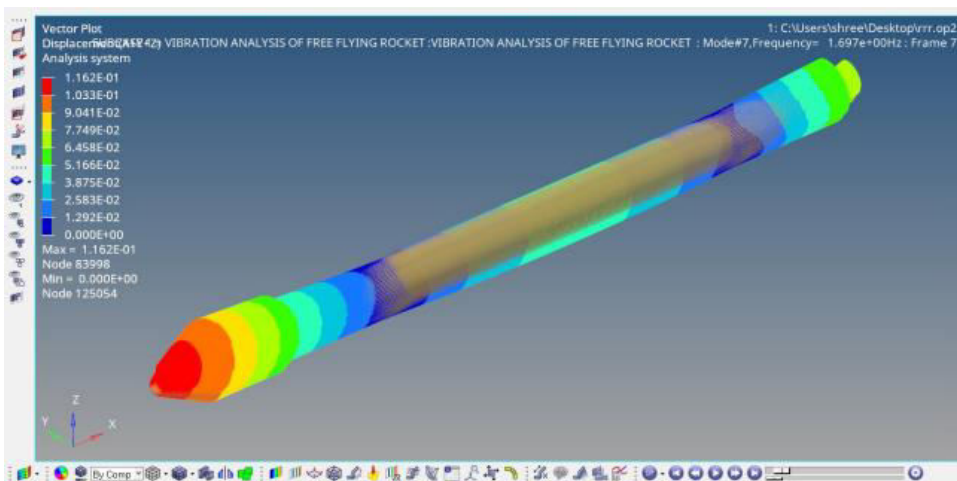 Vector Plot
1: C:\Users\shree\Desktop\rrr.op2
VIBRATION ANALYSIS OF FREE FLYING ROCKET :VIBRATION ANALYSIS OF FREE FLYING ROCKET : Mode#7,Frequency= 1.697e+00Hz : Frame 7
Analysis system
1.162E-01
1.033E-01
9.041E-02
7.749E-02
6.458E-02
5.166E-02
3.875E-02
2.583E-02
1.292E-02
0.000E+00
Max = 1.162E-01
Node 83998
Min = 0.000E+00
Node 125054
Z
Y
X
By Comp